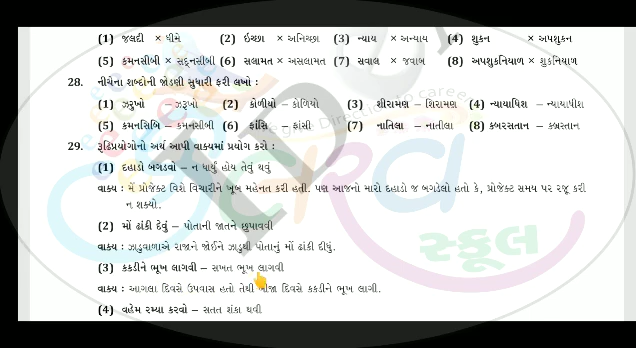 (1) જલદી × ધીમે (2) ઇચ્છા × અનિચ્છા (3) ન્યાય × અન્યાય (4) શુકન × અપશુકન
(5) કમનસીબી × સદ્નસીબી (6) સલામત × અસલામત (7) સવાલ × જવાબ (8) અપશુકનિયાળ × શુકનિયાળ
28. નીચેના શબ્દોની જોડણી સુધારી ફરી લખો :
(1) ઝરુખો – ઝરૂખો (2) કોળીયો – કોળિયો (3) શીરામણ – શિરામણ (4) ન્યાયાધિશ – ન્યાયાધીશ
(5) કમનસિબિ – કમનસીબી (6) ફાંસિ – ફાંસી (7) નાતિલા – નાતીલા (8) કબરસતાન – કબ્રસ્તાન
29. રૂઢિપ્રયોગોનો અર્થ આપી વાક્યમાં પ્રયોગ કરો :
(1) દહાડો બગડવો – ન ધાર્યું હોય તેવું થવું
વાક્ય : મેં પ્રોજેક્ટ વિશે વિચારીને ખૂબ મહેનત કરી હતી. પણ આજનો મારો દહાડો જ બગડેલો હતો કે, પ્રોજેક્ટ સમય પર રજૂ કરી
ન શક્યો.
(2) મોં ઢાંકી દેવું – પોતાની જાતને છુપાવવી
વાક્ય : ઝાડુવાળાએ રાજાને જોઈને ઝાડુથી પોતાનું મોં ઢાંકી દીધું.
(3) કકડીને ભૂખ લાગવી – સખત ભૂખ લાગવી
વાક્ય : આગલા દિવસે ઉપવાસ હતો તેથી બીજા દિવસે કકડીને ભૂખ લાગી.
(4) વહેમ રમ્યા કરવો – સતત શંકા થવી
સ્કૂલ